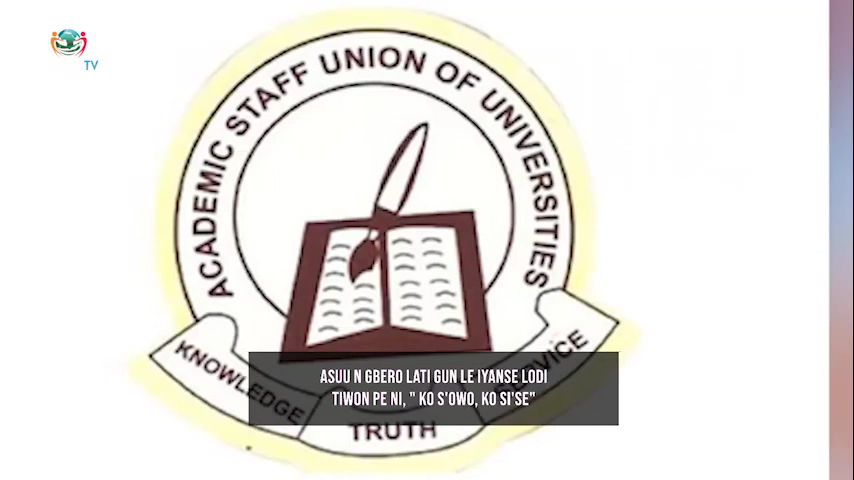 TV
ACADEMIC STAFF UNION OF UNIVERSITIES
KNOWLEDGE
TRUTH
SERVICE
ASUU N GBERO LATI GUN LE IYANSE LODI
TIWON PE NI, " KO S'OWO, KO SI'SE"